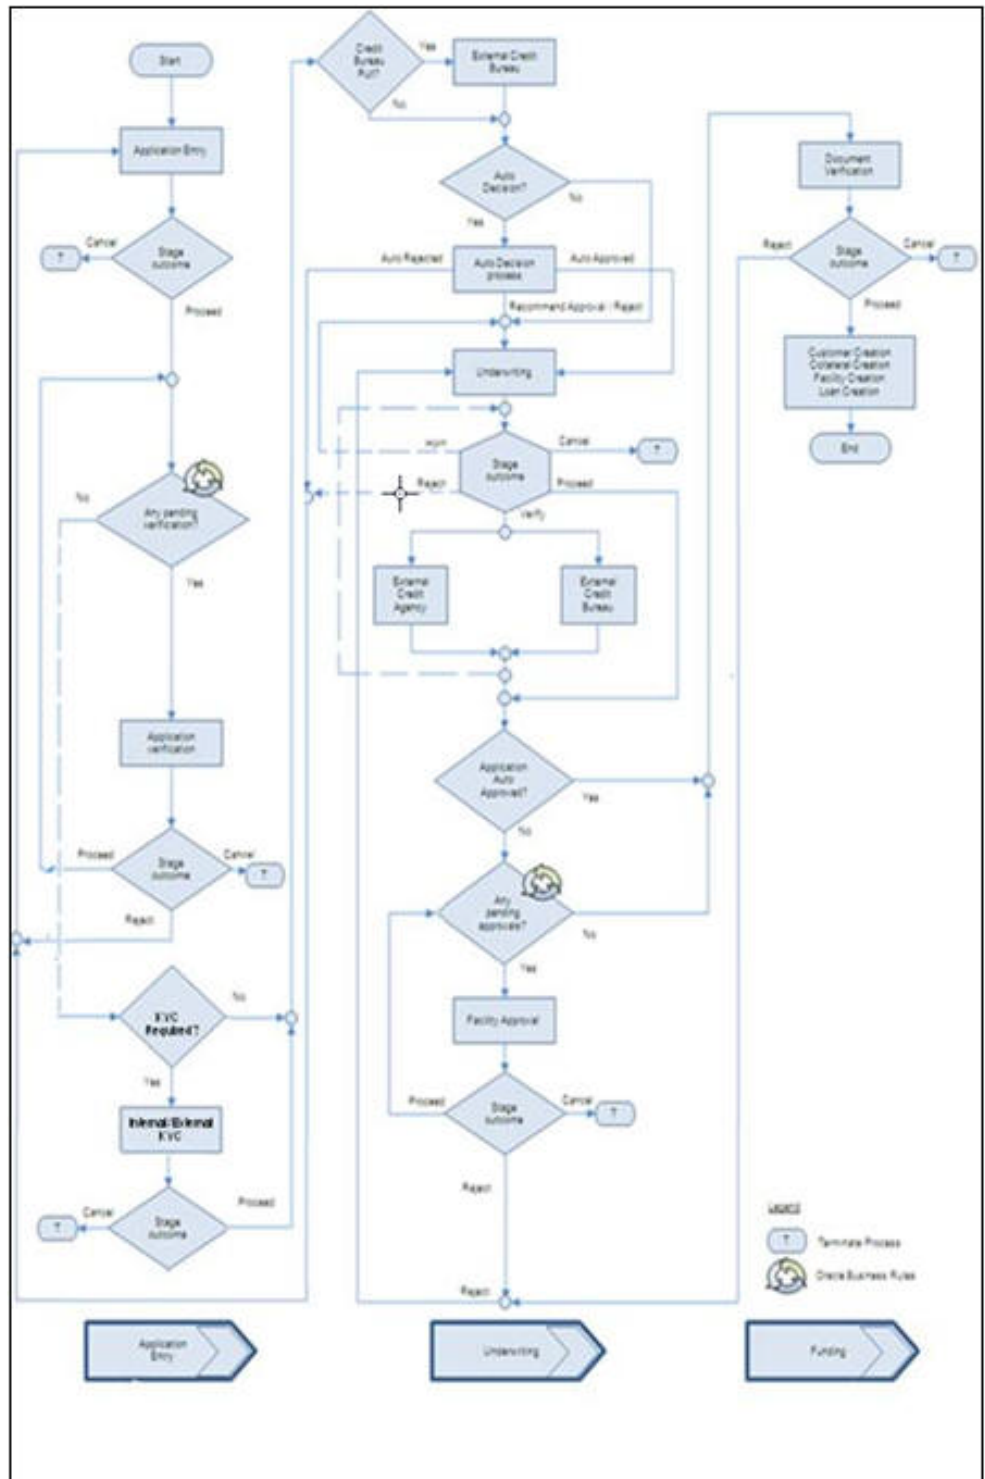 Start
Application Entry
Cancel
T
Stage
outcome
Proceed
No
Any pending
verification?
Yes
Application
verification
Proceed
Stage
outcome
Cancel
T
Reject
KYC
Required?
No
Yes
Internal/External
KYC
Cancel
T
Stage
outcome
Proceed
Application
Entry
Credit
Bureau
Pull?
Yes
External Credit
Bureau
No
Auto
Decision?
No
Yes
Auto Rejected
Auto Decision
process
Auto Approved
Recommend Approval / Reject
Underwriting
Stage
outcome
Cancel
T
Reject
Proceed
Verify
External
Credit
Agency
External
Credit
Bureau
Application
Auto
Approved?
Yes
No
Any
pending
approvals?
No
Yes
Facility Approval
Proceed
Stage
outcome
Cancel
T
Reject
Reject
Underwriting
Document
Verification
Reject
Stage
outcome
Cancel
T
Proceed
Customer Creation
Collateral Creation
Facility Creation
Loan Creation
End
Legend
T
Terminate Process
Oracle Business Rules
Funding